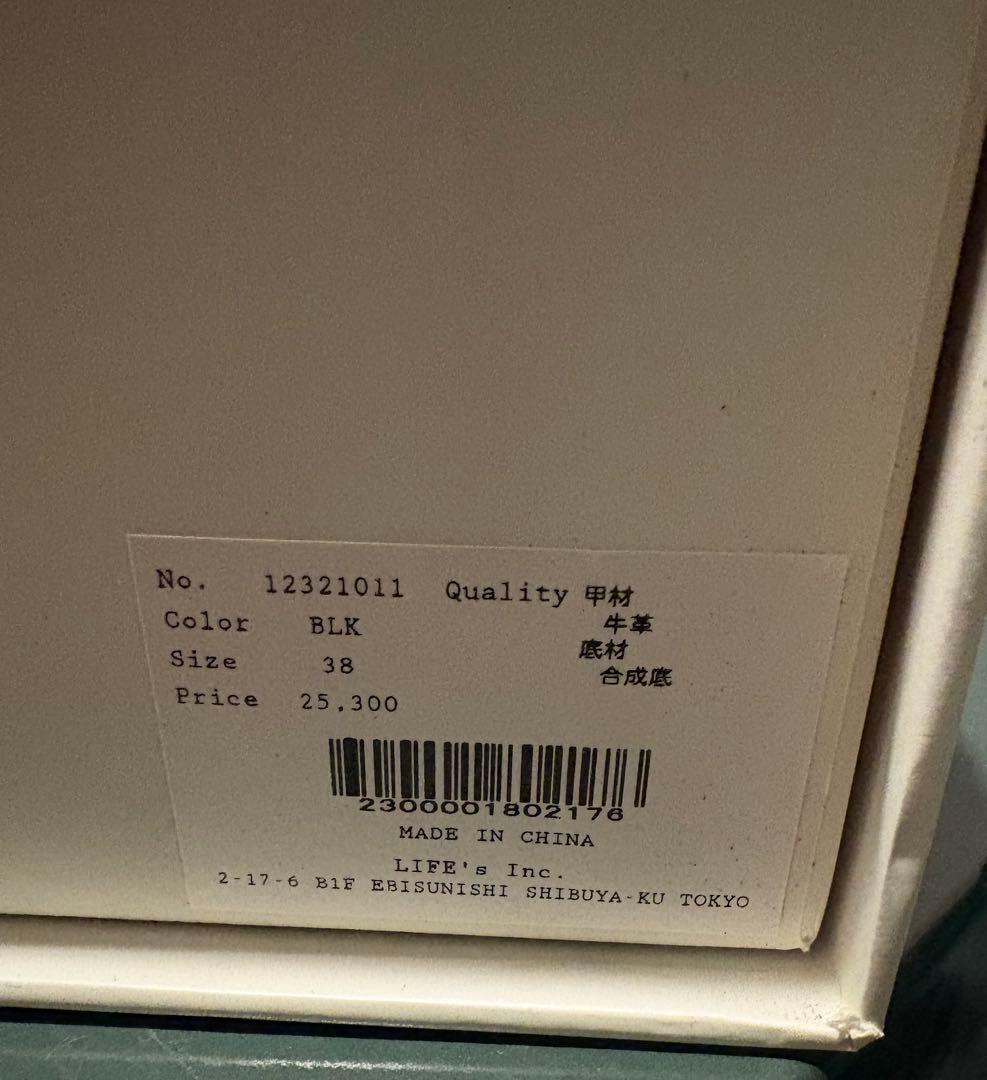 No. 12321011 Quality 甲材
Color BLK 牛革
底材
Size 38 合成底
Price 25,300
2300001802176
MADE IN CHINA
LIFE's Inc.
2-17-6 B1F EBISUNISHI SHIBUYA-KU TOKYO